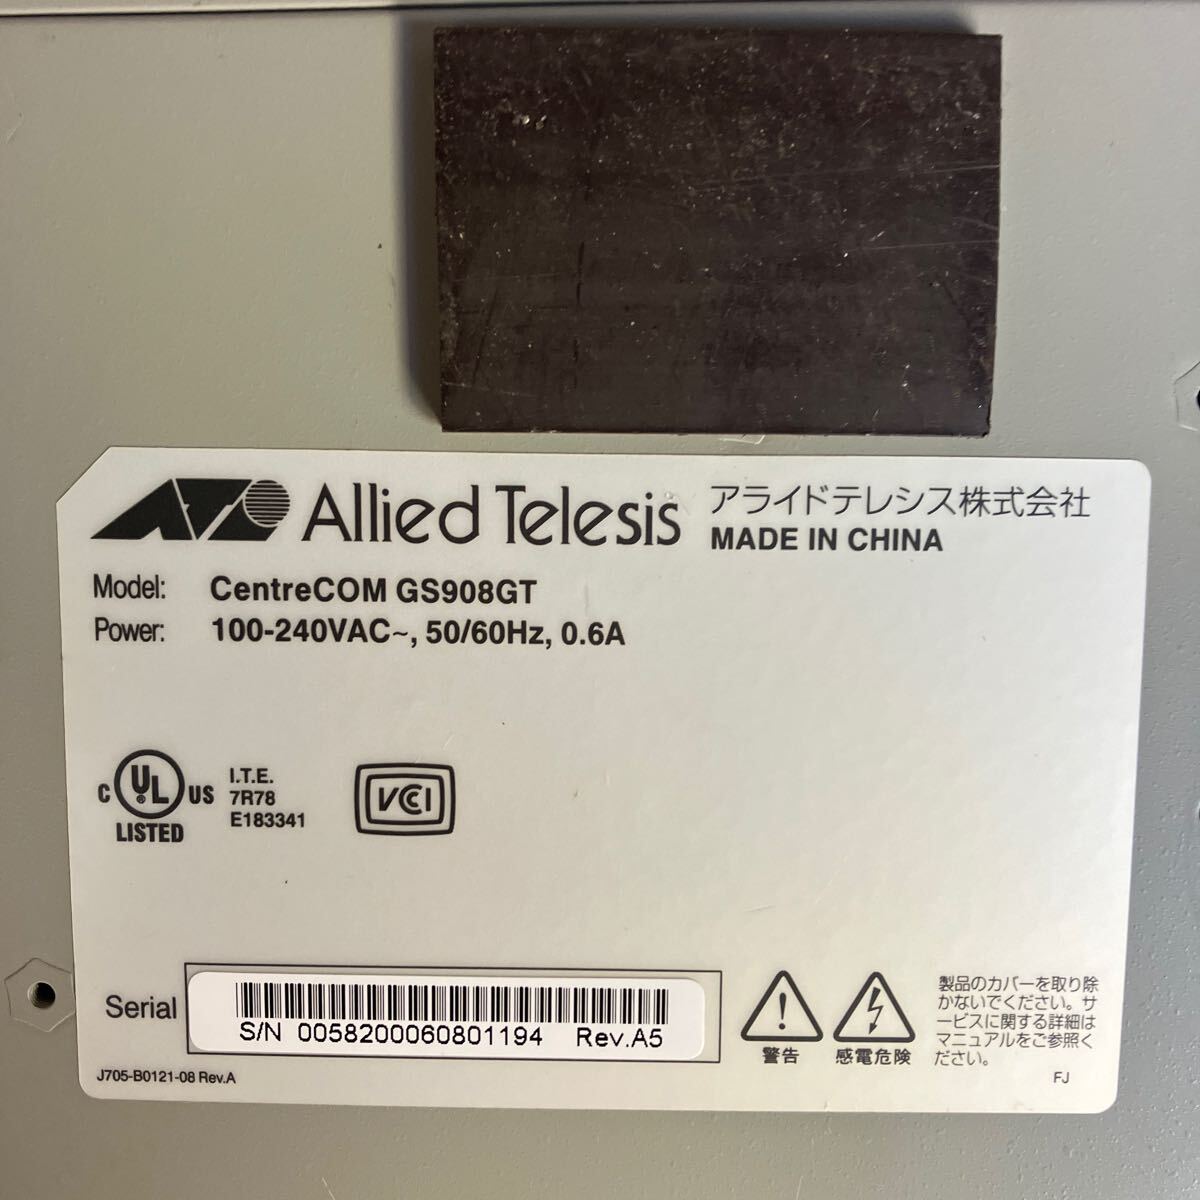 Allied Telesis アライドテレシス株式会社
MADE IN CHINA
Model: CentreCOM GS908GT
Power: 100-240VAC~, 50/60Hz, 0.6A
C UL US
LISTED
I.T.E.
7R78
E183341
VCCI
Serial
S/N 0058200060801194 Rev.A5
警告
感電危険
製品のカバーを取り除
かないでください。サ
ービスに関する詳細は
マニュアルをご参照く
ださい。
J705-B0121-08 Rev.A
FJ